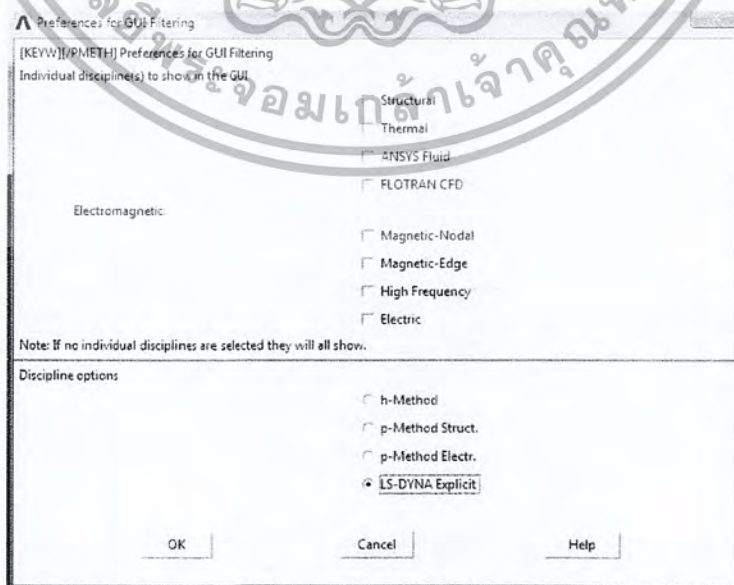 Preferences for GUI Filtering
[KEYW][/PMETH] Preferences for GUI Filtering
Individual discipline(s) to show in the GUI
Structural
Thermal
ANSYS Fluid
FLOTRAN CFD
Electromagnetic:
Magnetic-Nodal
Magnetic-Edge
High Frequency
Electric
Note: If no individual disciplines are selected they will all show.
Discipline options
h-Method
p-Method Struct.
p-Method Electr.
LS-DYNA Explicit
OK
Cancel
Help